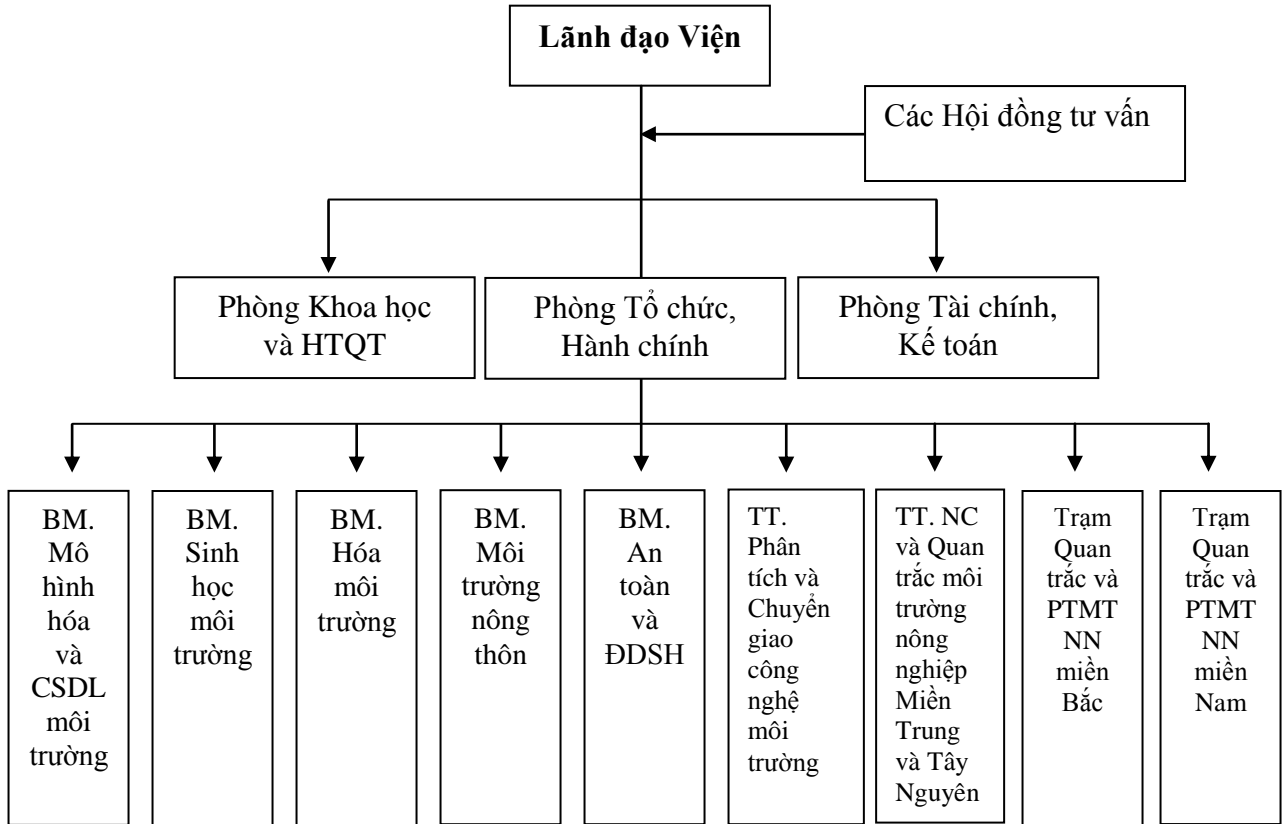 Lãnh đạo Viện
Các Hội đồng tư vấn
Phòng Khoa học
và HTQT
Phòng Tổ chức,
Hành chính
Phòng Tài chính,
Kế toán
BM.
Mô
hình
hóa
và
CSDL
môi
trường
BM.
Sinh
học
môi
trường
BM.
Hóa
môi
trường
BM.
Môi
trường
nông
thôn
BM.
An
toàn
và
ĐDSH
TT.
Phân
tích và
Chuyển
giao
công
nghệ
môi
trường
TT. NC
và Quan
trắc môi
trường
nông
nghiệp
Miền
Trung
và Tây
Nguyên
Trạm
Quan
trắc và
PTMT
NN
miền
Bắc
Trạm
Quan
trắc và
PTMT
NN
miền
Nam